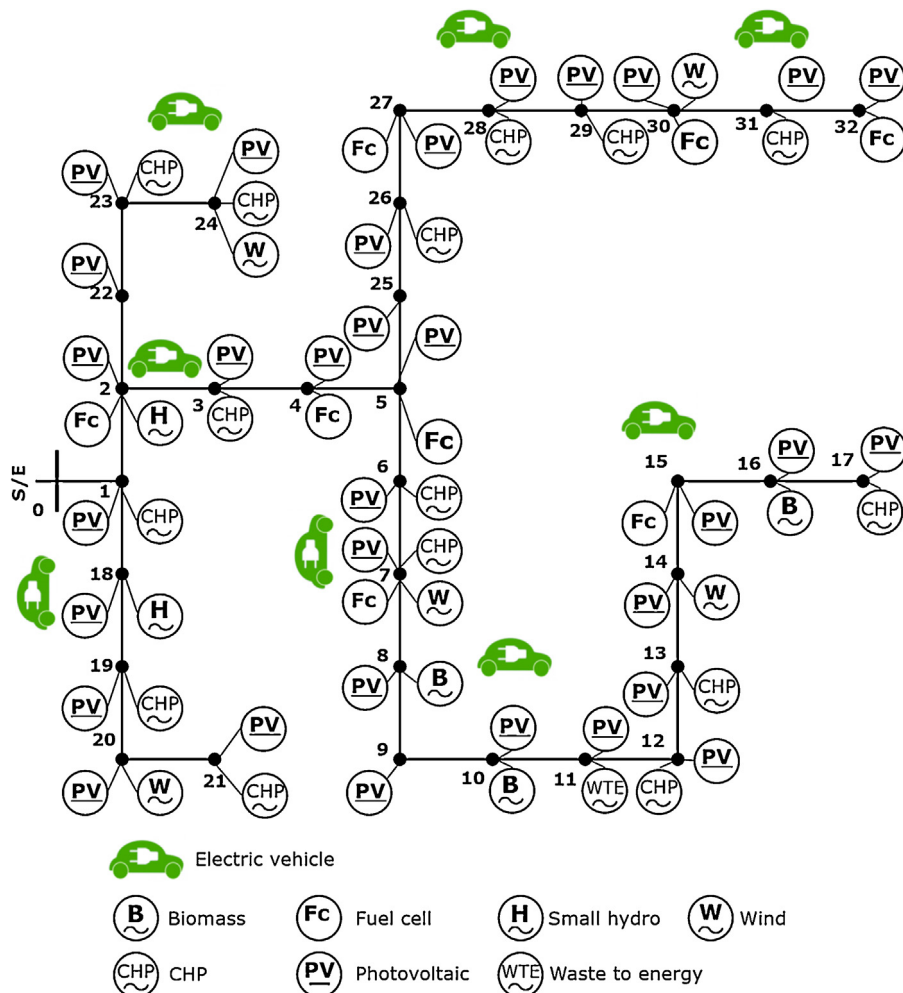 PV
W
PV
PV
PV
PV
27
28
29
30
31
32
Fc
PV
CHP
CHP
Fc
CHP
Fc
PV
PV
CHP
23
24
CHP
W
26
PV
CHP
PV
22
25
PV
PV
PV
PV
PV
2
3
4
5
Fc
H
CHP
Fc
Fc
S/E
0
1
PV
CHP
6
PV
CHP
15
16
17
PV
PV
Fc
PV
B
CHP
PV
CHP
7
Fc
W
18
PV
H
14
PV
W
19
PV
CHP
8
PV
B
13
PV
CHP
20
PV
21
PV
W
CHP
9
PV
PV
10
B
PV
11
WTE
12
CHP
PV
Electric vehicle
B Biomass
Fc Fuel cell
H Small hydro
W Wind
CHP CHP
PV Photovoltaic
WTE Waste to energy